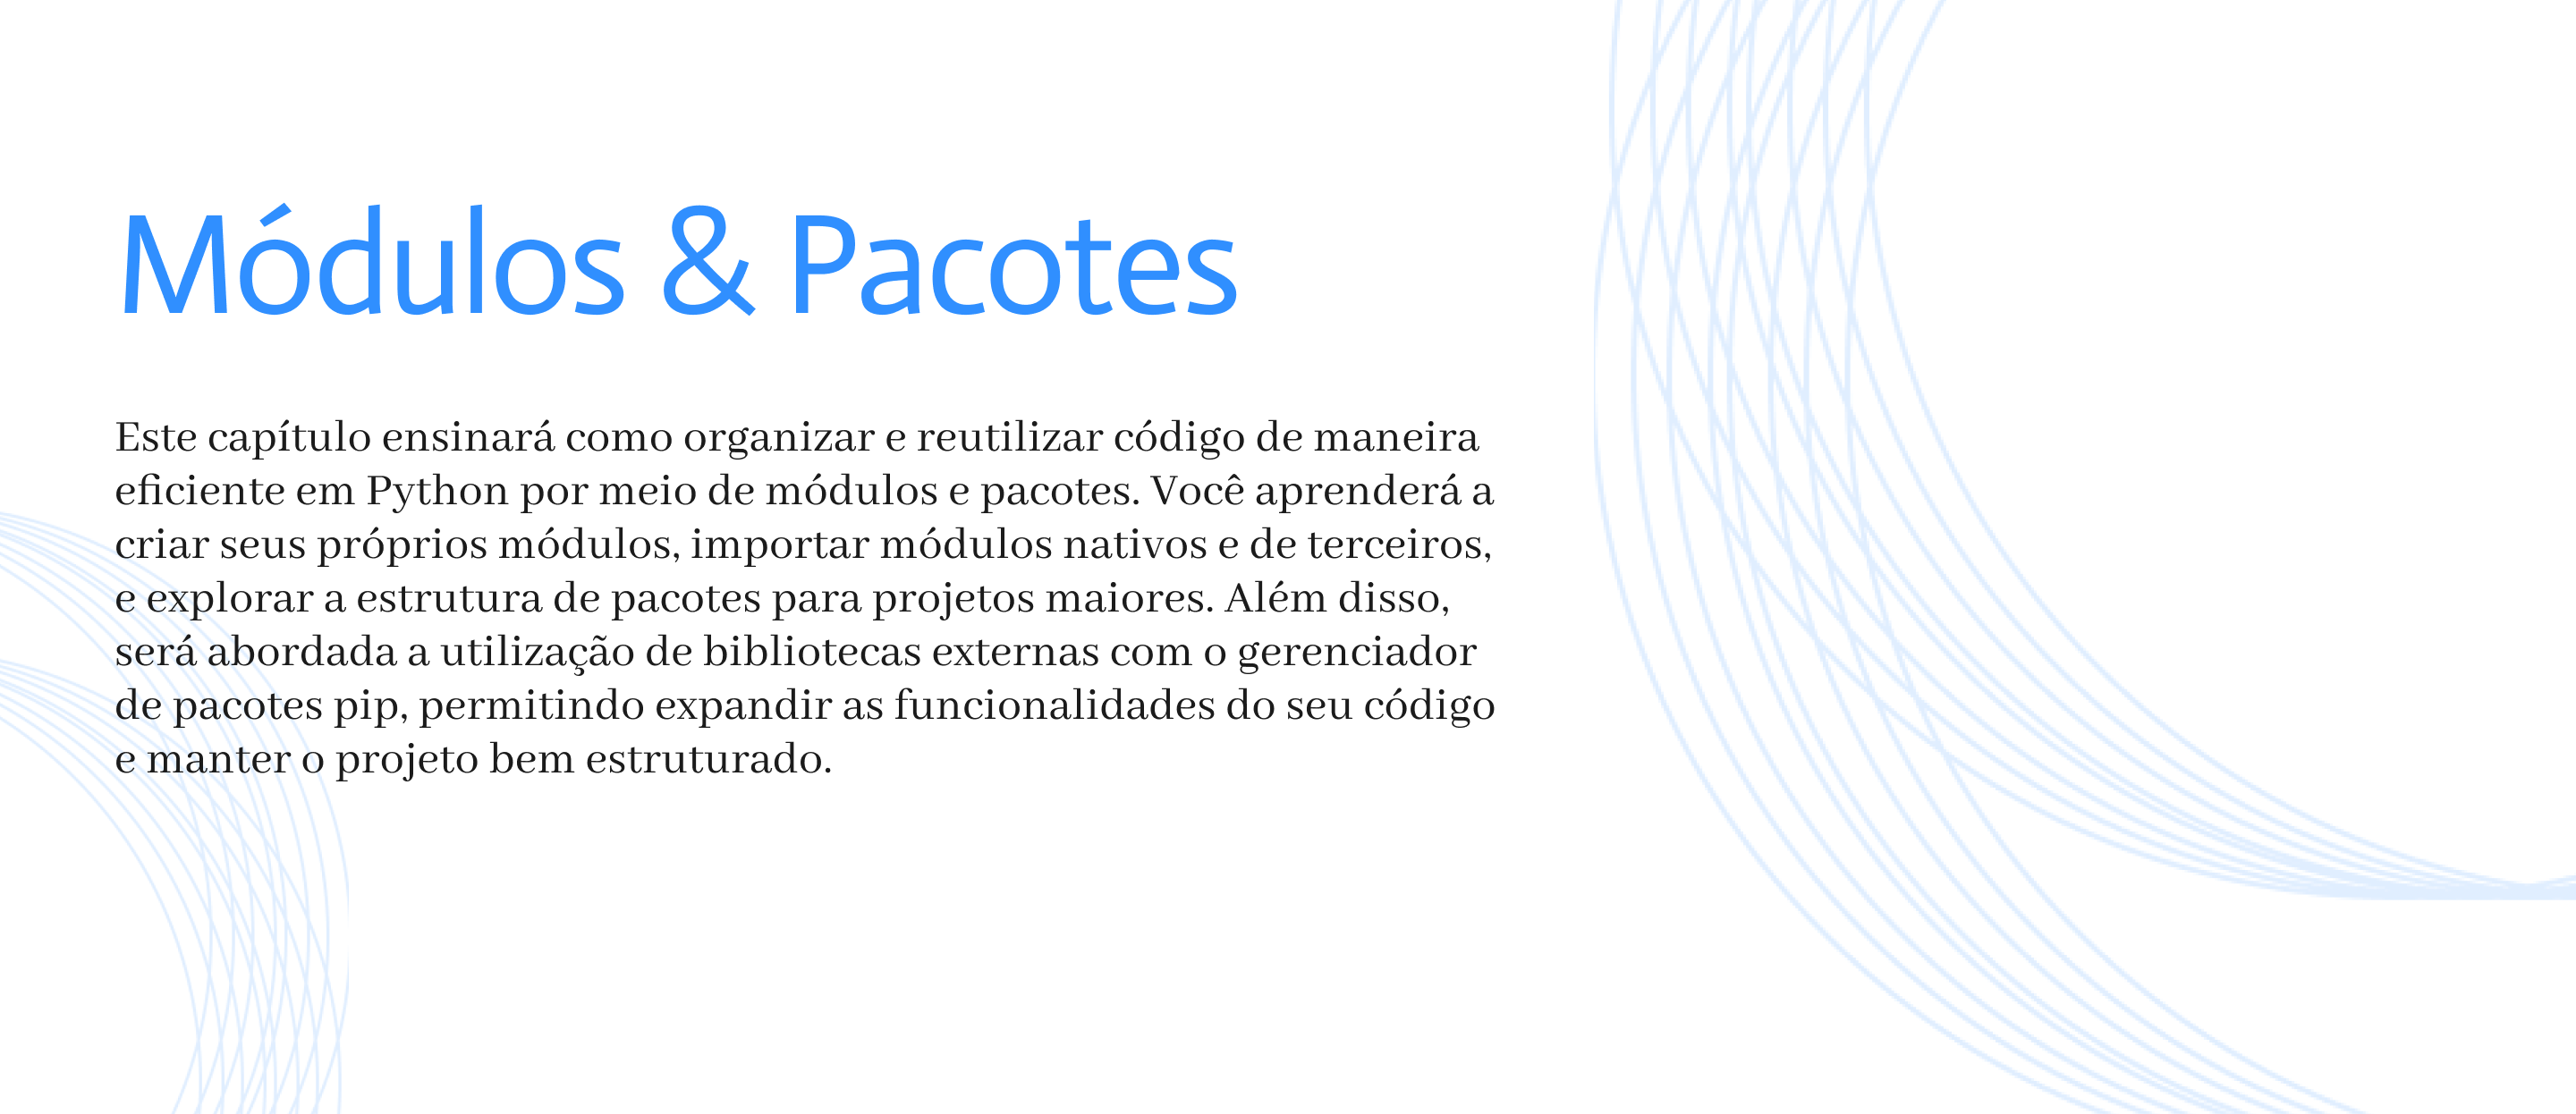 Módulos & Pacotes
Este capítulo ensinará como organizar e reutilizar código de maneira
eficiente em Python por meio de módulos e pacotes. Você aprenderá a
criar seus próprios módulos, importar módulos nativos e de terceiros,
e explorar a estrutura de pacotes para projetos maiores. Além disso,
será abordada a utilização de bibliotecas externas com o gerenciador
de pacotes pip, permitindo expandir as funcionalidades do seu código
e manter o projeto bem estruturado.